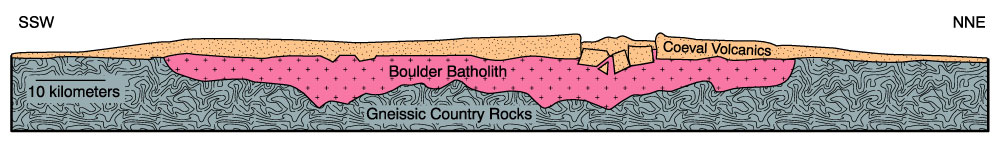 SSW
NNE
Coeval Volcanics
Boulder Batholith
10 kilometers
Gneissic Country Rocks